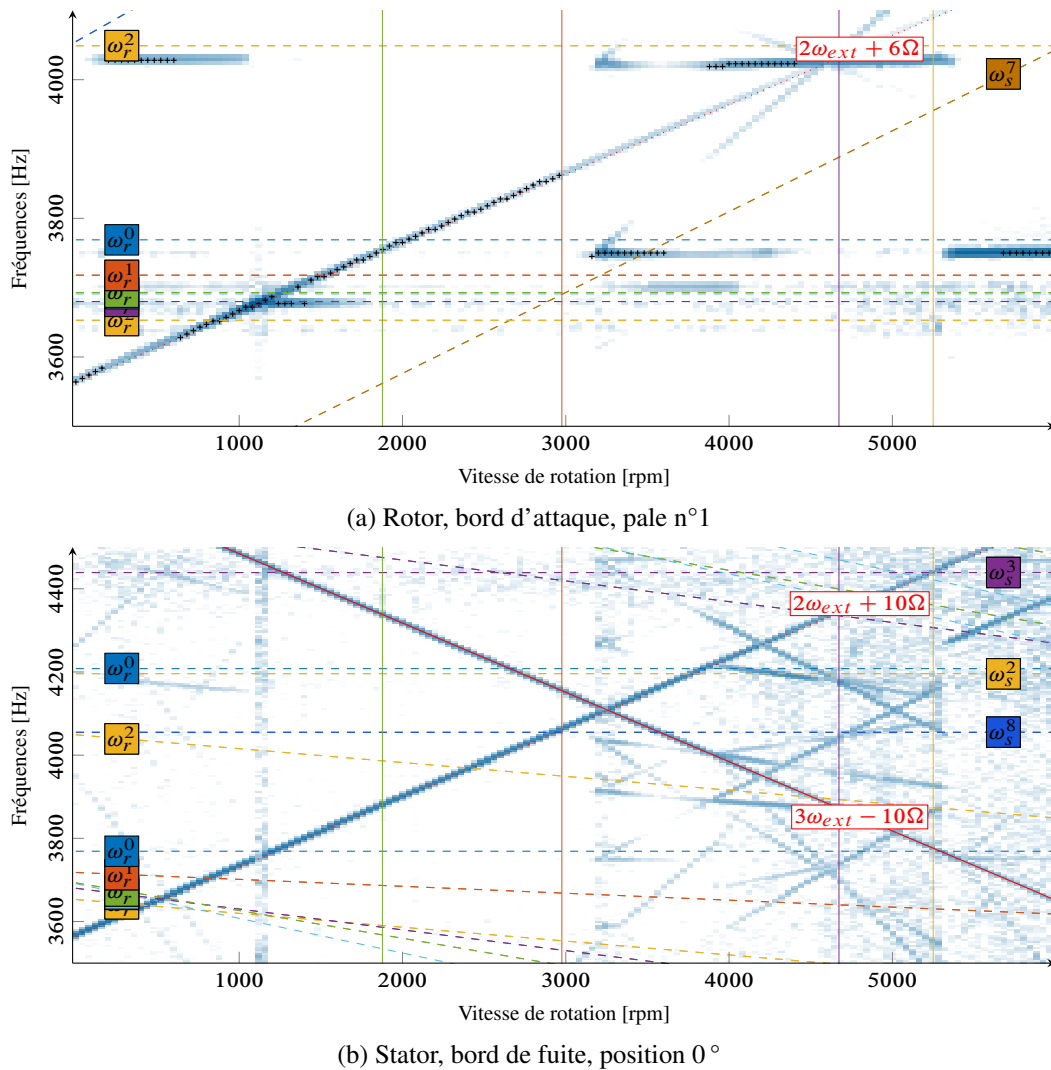 ω_r^2
2ω_ext + 6Ω
ω_s^7
4000
3800
3600
Fréquences [Hz]
ω_r^0
ω_r^1
1000 2000 3000 4000 5000
Vitesse de rotation [rpm]
(a) Rotor, bord d'attaque, pale n°1
4400
4200
4000
3800
3600
Fréquences [Hz]
ω_s^3
2ω_ext + 10Ω
ω_r^0
ω_s^2
ω_r^2
ω_s^8
3ω_ext − 10Ω
ω_r^0
ω_r^1
1000 2000 3000 4000 5000
Vitesse de rotation [rpm]
(b) Stator, bord de fuite, position 0 °